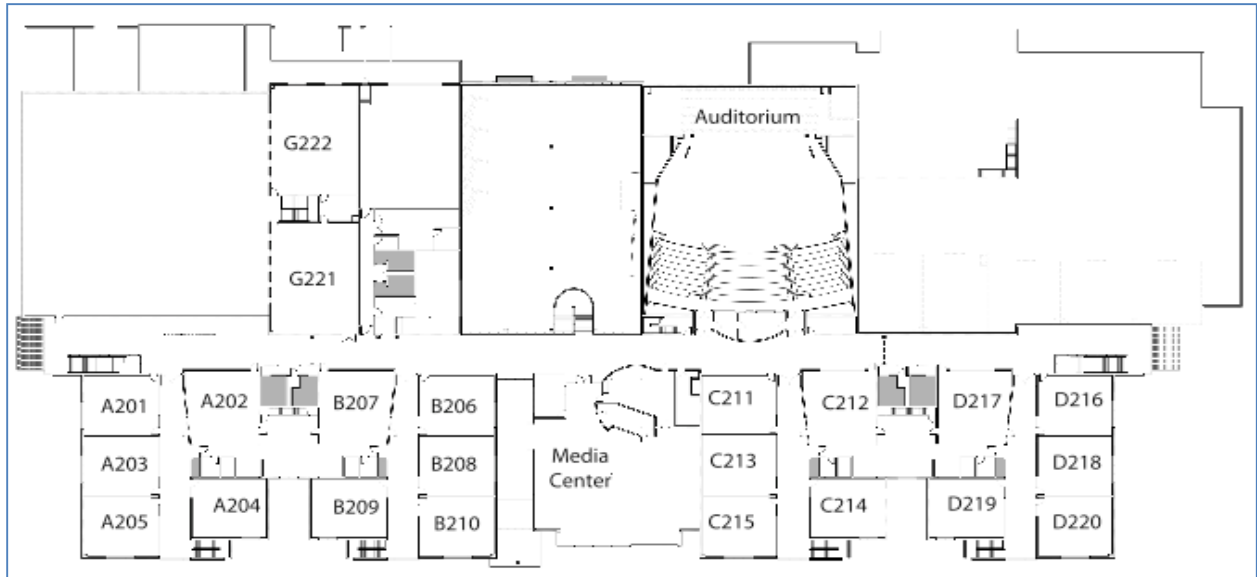 Auditorium
G222
G221
A201
A202
B207
B206
C211
C212
D217
D216
A203
B208
Media
Center
C213
D218
A205
A204
B209
B210
C215
C214
D219
D220